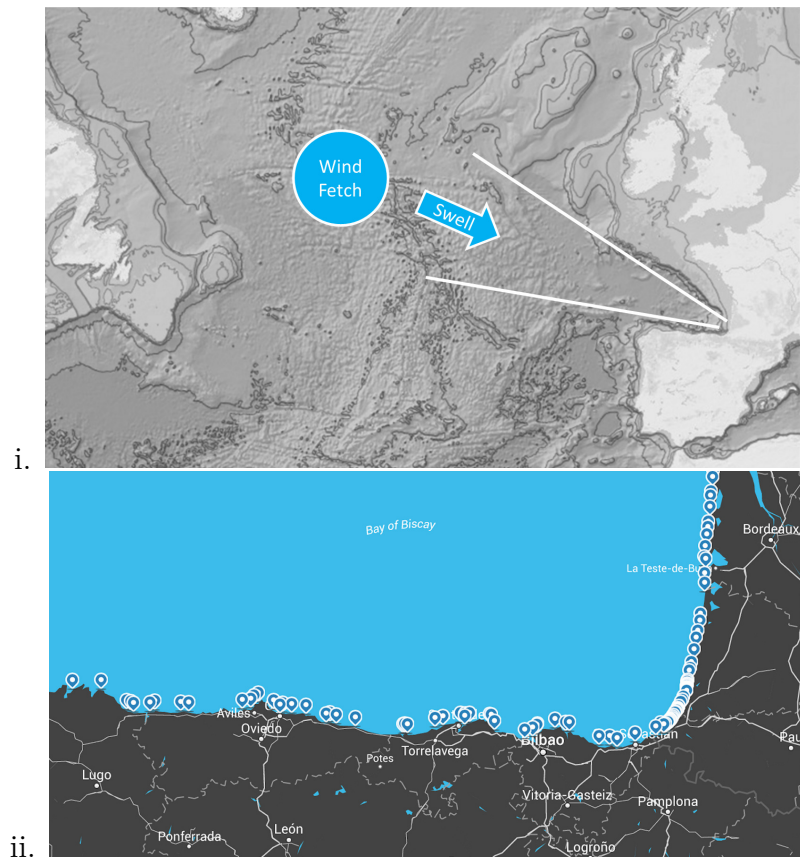 Wind
Fetch
Swell
i.
Bay of Biscay
Bordeaux
La Teste-de-Bu
Aviles
Oviedo
Bilbao
Torrelavega
Potes
Lugo
Vitoria-Gasteiz
Pamplona
Pau
León
Ponferrada
Logroño
ii.